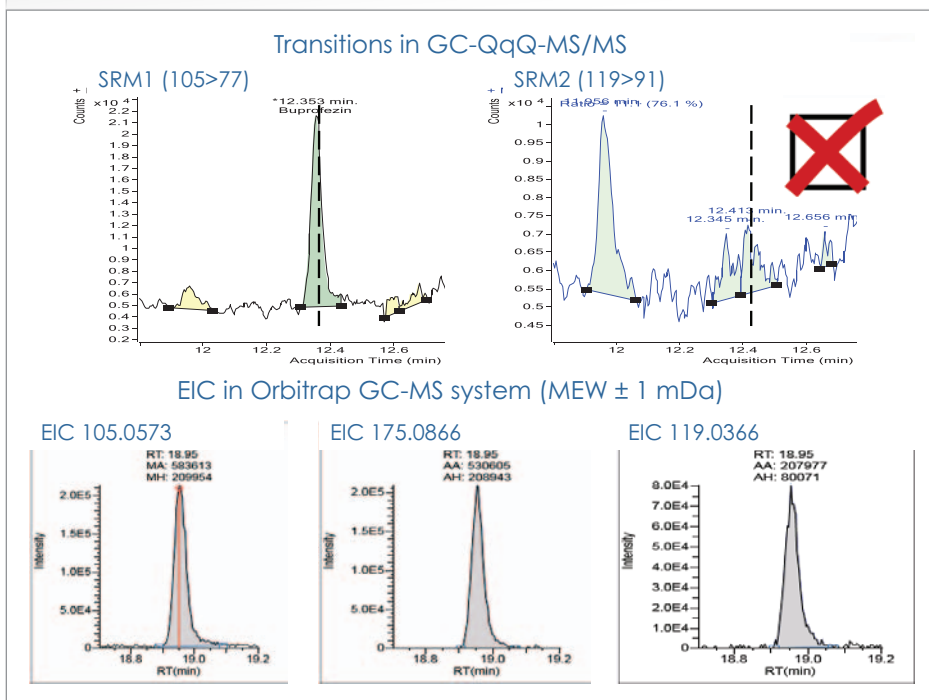 Transitions in GC-QqQ-MS/MS
SRM1 (105>77)
SRM2 (119>91)
Counts
x10 4
*12.353 min.
Buprofezin
2.2
2.1
2
1.9
1.8
1.7
1.6
1.5
1.4
1.3
1.2
1.1
1
0.9
0.8
0.7
0.6
0.5
0.4
0.3
0.2
12
12.2
12.4
12.6
Acquisition Time (min)
Counts
x10 4
11.956 min.
(76.1 %)
12.413 min.
12.345 min.
12.656 min.
1
0.95
0.9
0.85
0.8
0.75
0.7
0.65
0.6
0.55
0.5
0.45
12
12.2
12.4
12.6
Acquisition Time (min)
EIC in Orbitrap GC-MS system (MEW ± 1 mDa)
EIC 105.0573
RT: 18.95
MA: 583613
MH: 209954
Intensity
2.0E5
1.5E5
1.0E5
5.0E4
0
18.8
19.0
19.2
RT(min)
EIC 175.0866
RT: 18.95
AA: 530605
AH: 208943
Intensity
2.0E5
1.5E5
1.0E5
5.0E4
0
18.8
19.0
19.2
RT(min)
EIC 119.0366
RT: 18.95
AA: 207977
AH: 80071
Intensity
8.0E4
7.0E4
6.0E4
5.0E4
4.0E4
3.0E4
2.0E4
1.0E4
0
18.8
19.0
19.2
RT(min)